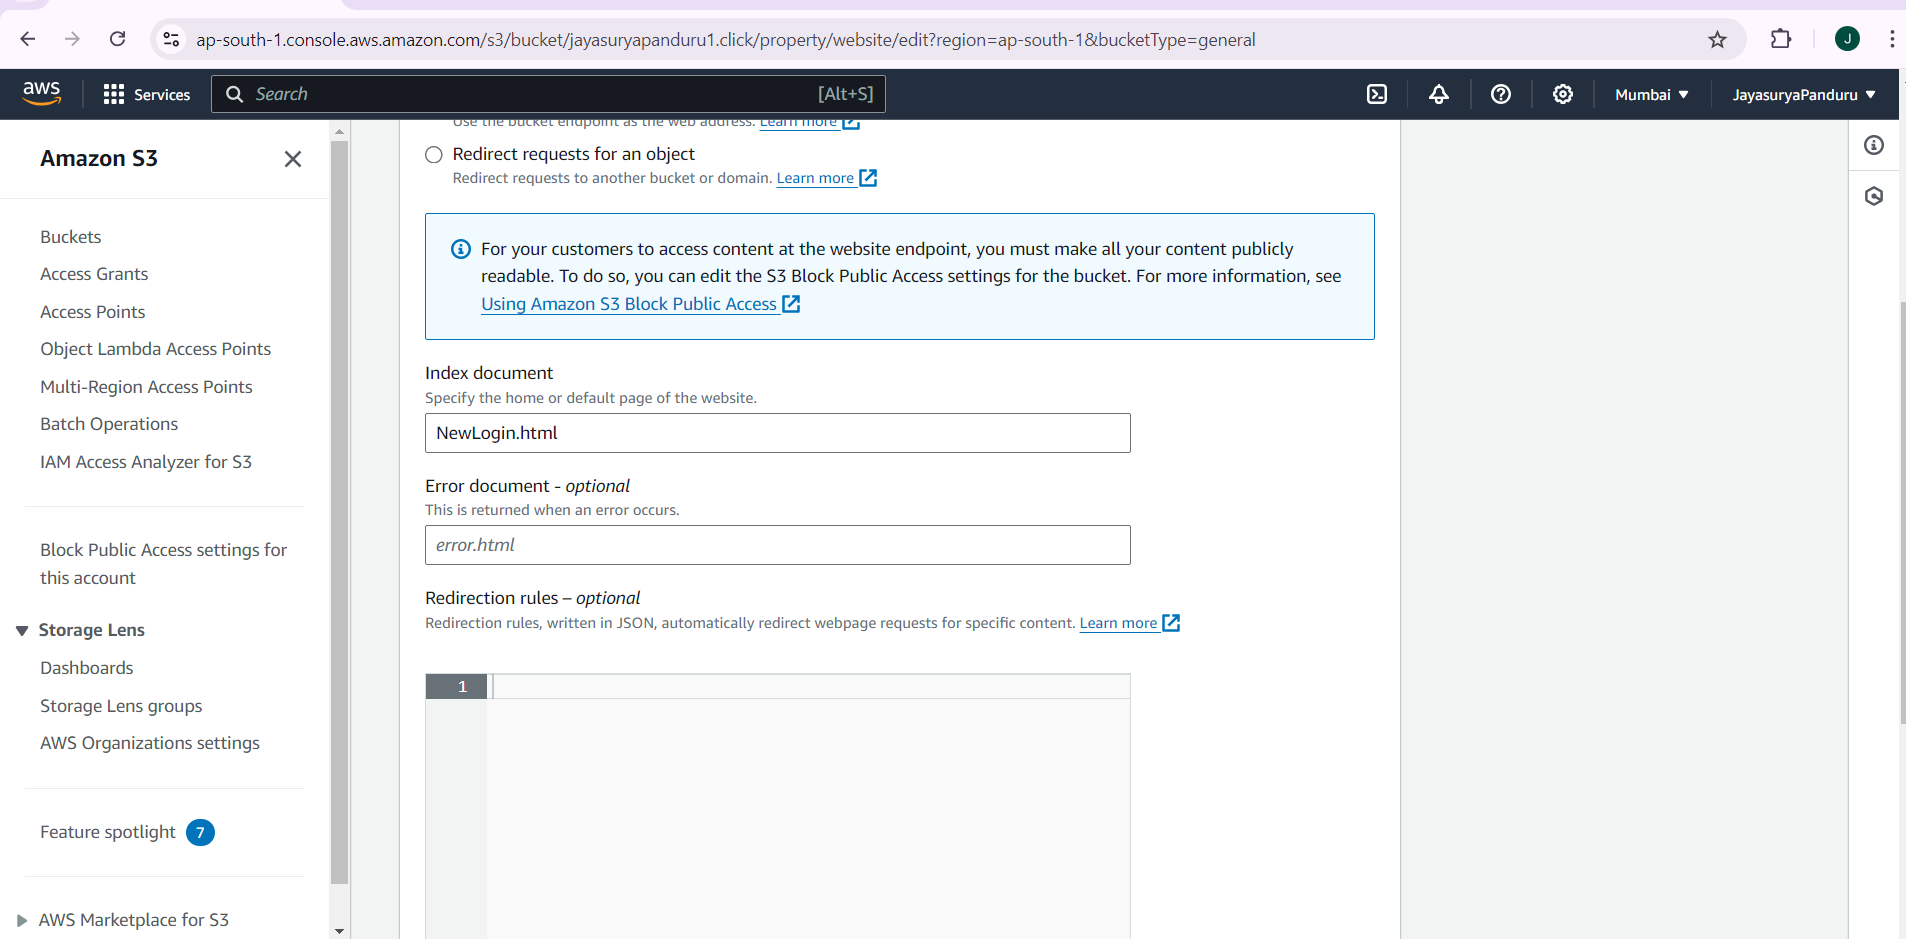 ap-south-1.console.aws.amazon.com/s3/bucket/jayasuryapanduru1.click/property/website/edit?region=ap-south-1&bucketType=general
J
aws
Services
Search
[Alt+S]
Mumbai
JayasuryaPanduru
Amazon S3
Buckets
Access Grants
Access Points
Object Lambda Access Points
Multi-Region Access Points
Batch Operations
IAM Access Analyzer for S3
Block Public Access settings for
this account
Storage Lens
Dashboards
Storage Lens groups
AWS Organizations settings
Feature spotlight 7
AWS Marketplace for S3
Use the bucket endpoint as the web address. Learn more
Redirect requests for an object
Redirect requests to another bucket or domain. Learn more
For your customers to access content at the website endpoint, you must make all your content publicly
readable. To do so, you can edit the S3 Block Public Access settings for the bucket. For more information, see
Using Amazon S3 Block Public Access
Index document
Specify the home or default page of the website.
NewLogin.html
Error document - optional
This is returned when an error occurs.
error.html
Redirection rules – optional
Redirection rules, written in JSON, automatically redirect webpage requests for specific content. Learn more
1